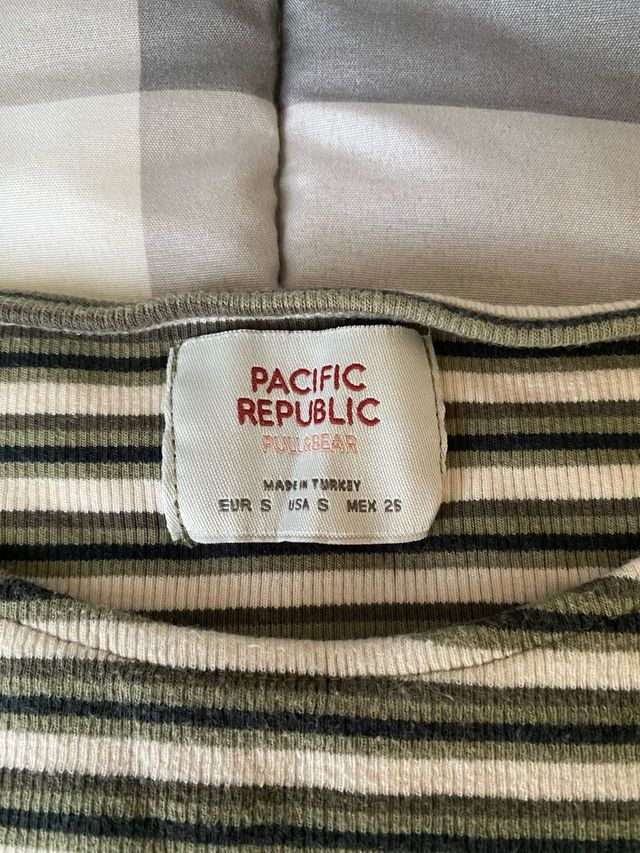 PACIFIC
REPUBLIC
PULL&BEAR
MADE IN TURKEY
EUR S USA S MEX 26